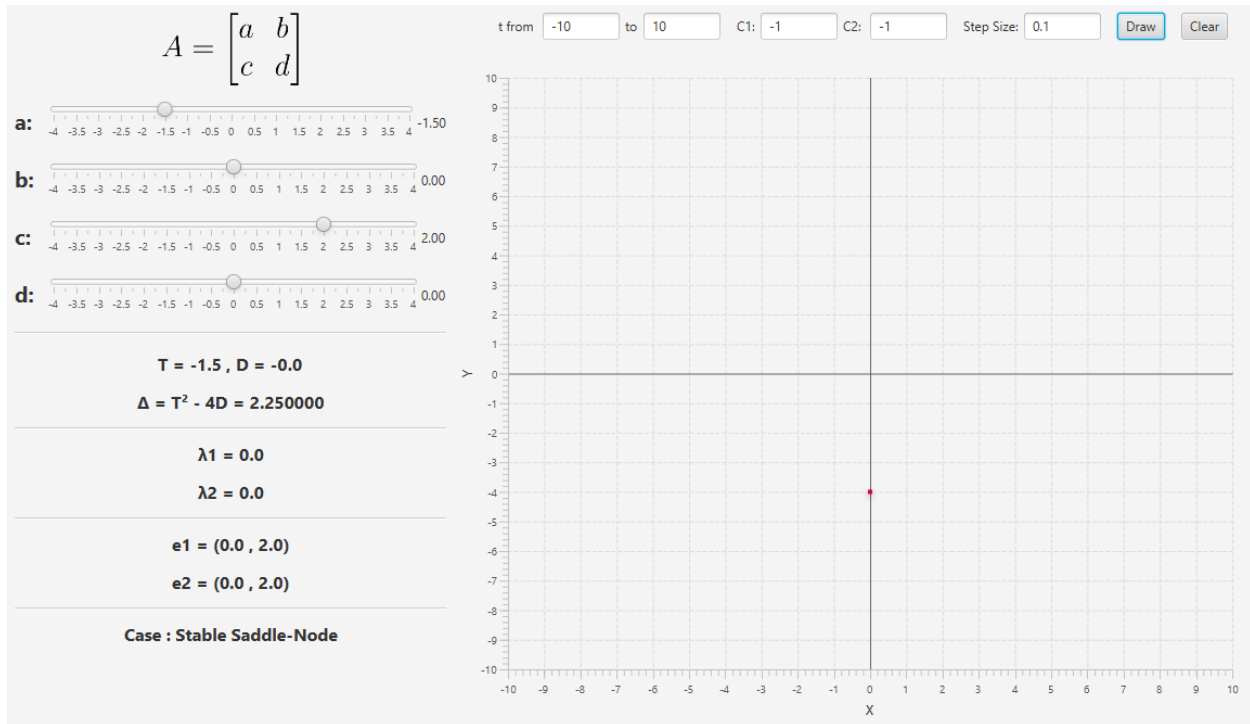 A = [a b
c d]
t from -10 to 10 C1: -1 C2: -1 Step Size: 0.1 Draw Clear
a: -1.50
-4 -3.5 -3 -2.5 -2 -1.5 -1 -0.5 0 0.5 1 1.5 2 2.5 3 3.5 4
b: 0.00
-4 -3.5 -3 -2.5 -2 -1.5 -1 -0.5 0 0.5 1 1.5 2 2.5 3 3.5 4
c: 2.00
-4 -3.5 -3 -2.5 -2 -1.5 -1 -0.5 0 0.5 1 1.5 2 2.5 3 3.5 4
d: 0.00
-4 -3.5 -3 -2.5 -2 -1.5 -1 -0.5 0 0.5 1 1.5 2 2.5 3 3.5 4
T = -1.5 , D = -0.0
Δ = T² - 4D = 2.250000
λ1 = 0.0
λ2 = 0.0
e1 = (0.0 , 2.0)
e2 = (0.0 , 2.0)
Case : Stable Saddle-Node
10
9
8
7
6
5
4
3
2
1
0
-1
-2
-3
-4
-5
-6
-7
-8
-9
-10
Y
-10 -9 -8 -7 -6 -5 -4 -3 -2 -1 0 1 2 3 4 5 6 7 8 9 10
X